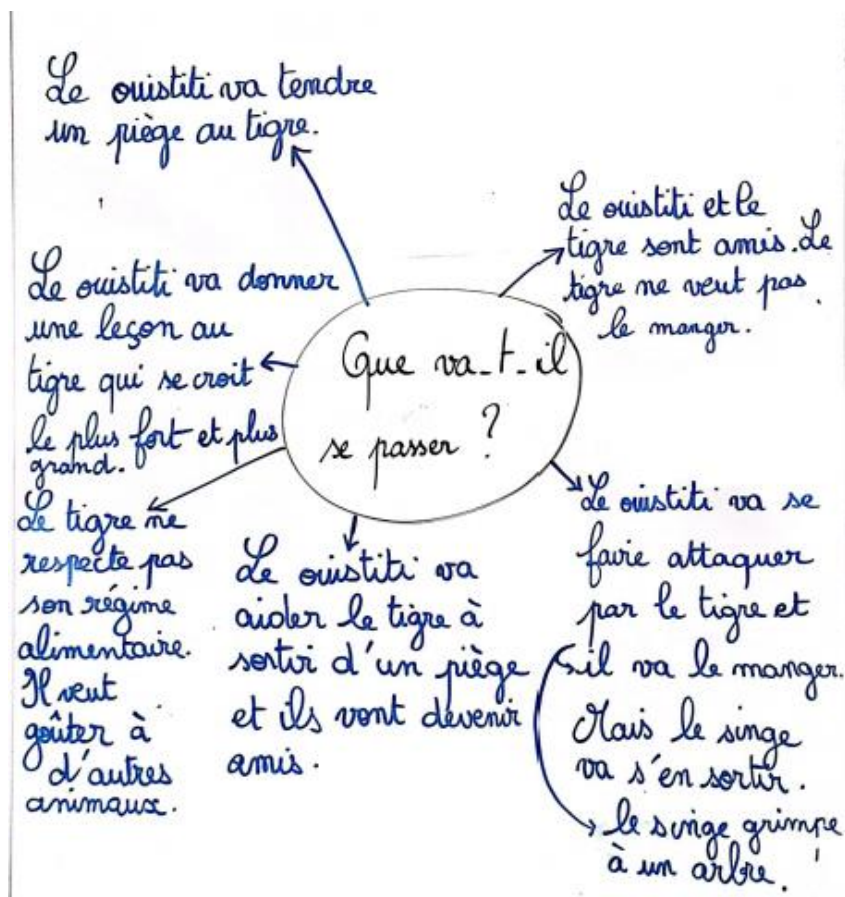 Le ouistiti va tendre
un piège au tigre.
Le ouistiti et le
tigre sont amis. Le
tigre ne veut pas
le manger.
Le ouistiti va donner
une leçon au
tigre qui se croit
le plus fort et plus
grand.
Que va-t-il
se passer ?
Le tigre ne
respecte pas
son régime
alimentaire.
Il veut
goûter à
d'autres
animaux.
Le ouistiti va
aider le tigre à
sortir d'un piège
et ils vont devenir
amis.
Le ouistiti va se
faire attaquer
par le tigre et
il va le manger.
Mais le singe
va s'en sortir.
le singe grimpe
à un arbre.